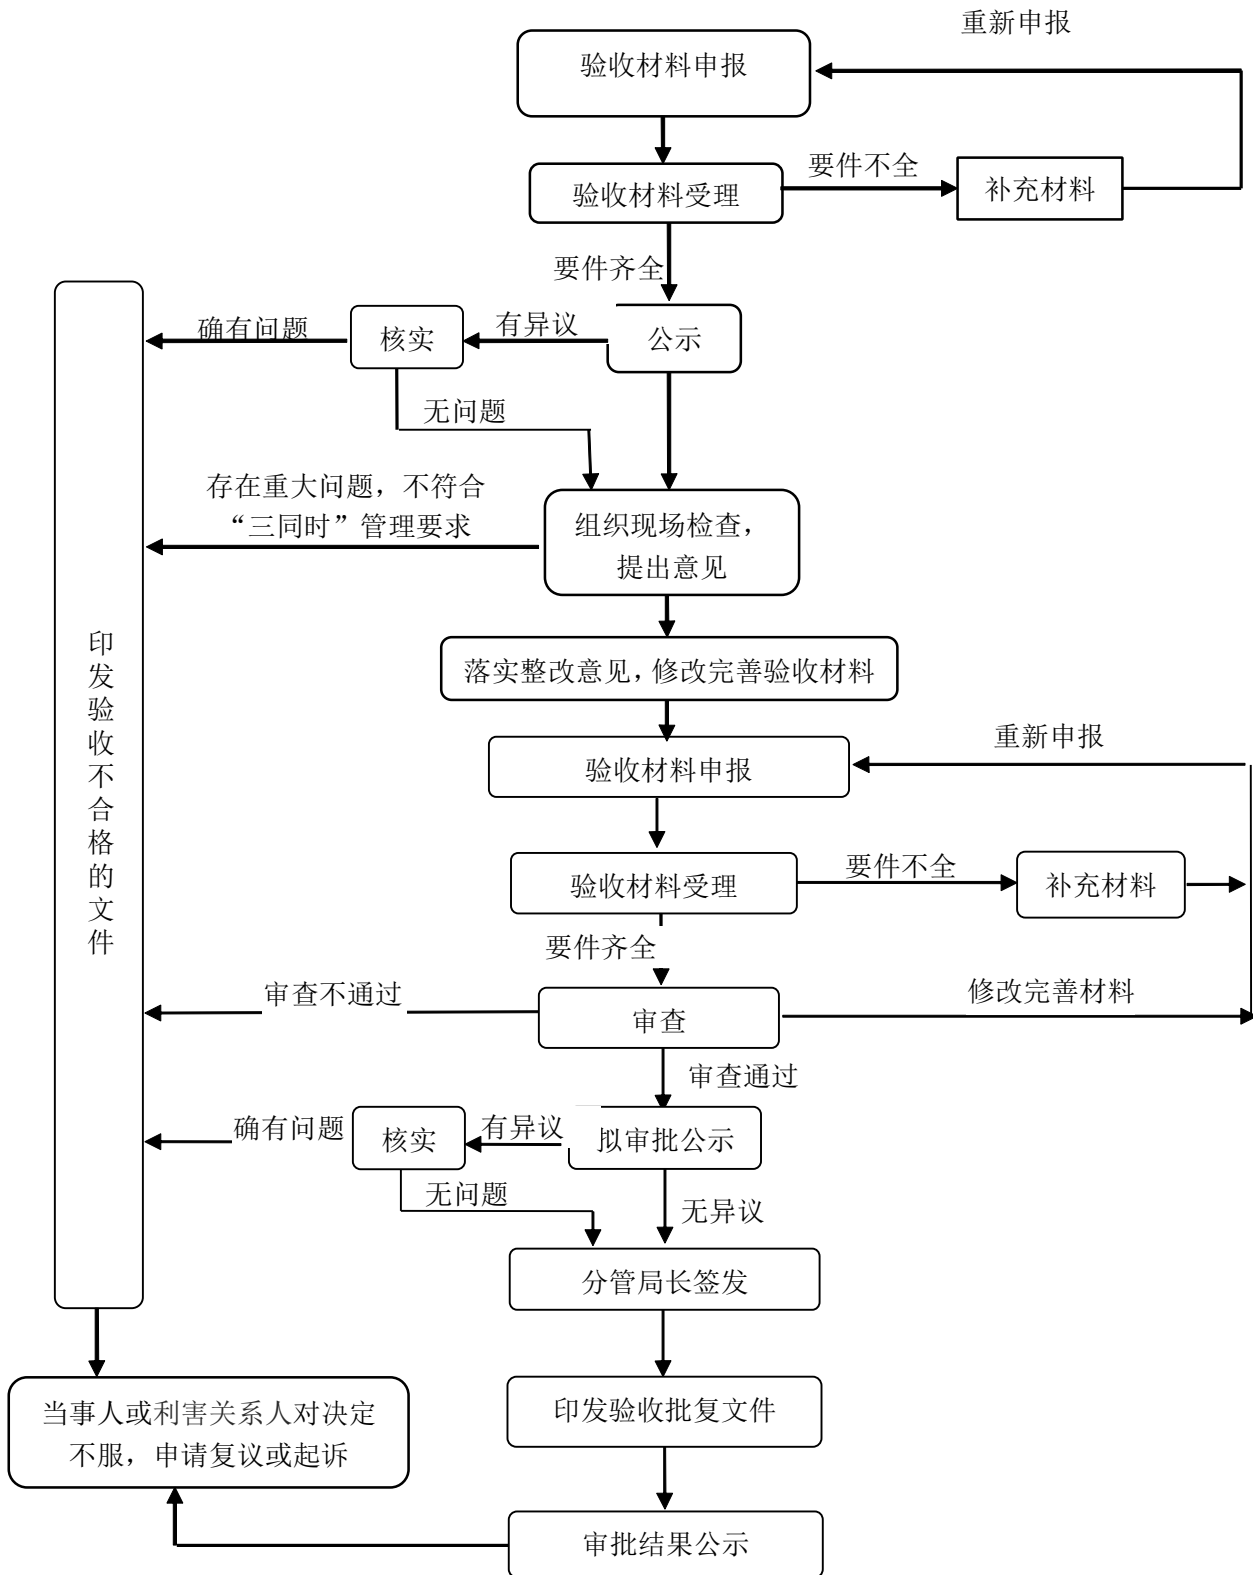 重新申报
验收材料申报
要件不全
验收材料受理
补充材料
要件齐全
确有问题
核实
有异议
公示
无问题
存在重大问题，不符合
“三同时”管理要求
组织现场检查，
提出意见
印发验收不合格的文件
落实整改意见，修改完善验收材料
重新申报
验收材料申报
要件不全
验收材料受理
补充材料
要件齐全
审查不通过
审查
修改完善材料
审查通过
确有问题
核实
有异议
拟审批公示
无问题
无异议
分管局长签发
当事人或利害关系人对决定
不服，申请复议或起诉
印发验收批复文件
审批结果公示